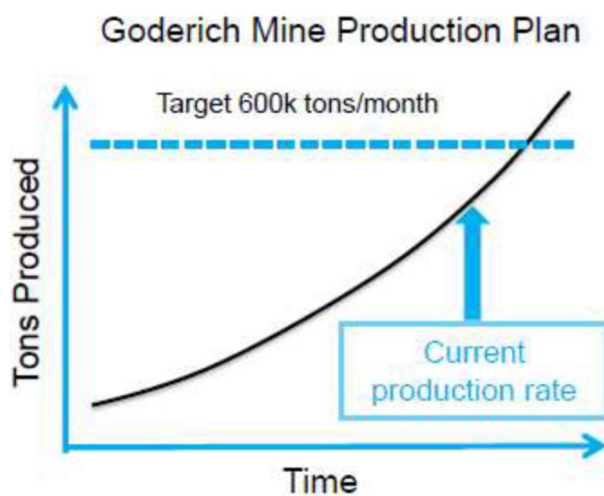 Goderich Mine Production Plan
Target 600k tons/month
Tons Produced
Current
production rate
Time